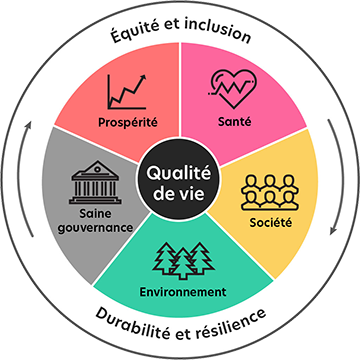 Équité et inclusion
Prospérité
Santé
Qualité
de vie
Saine
gouvernance
Société
Environnement
Durabilité et résilience